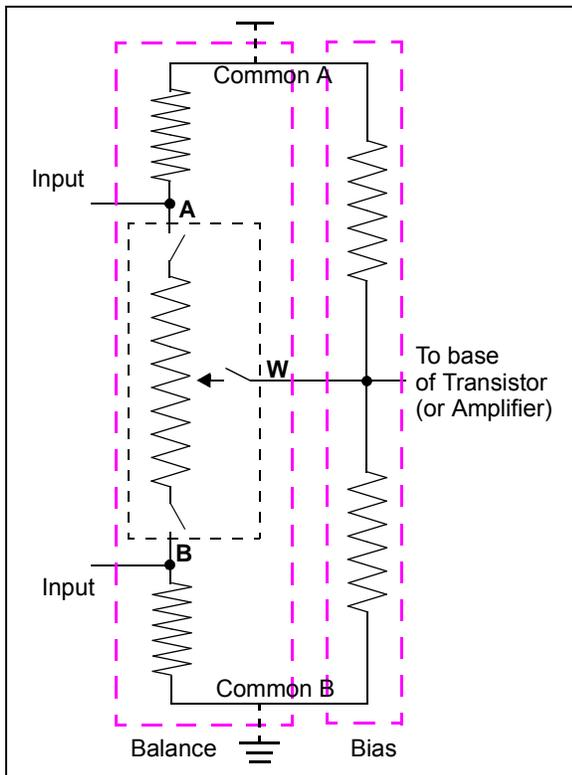 Common A
Input
A
W
To base
of Transistor
(or Amplifier)
B
Input
Common B
Balance
Bias